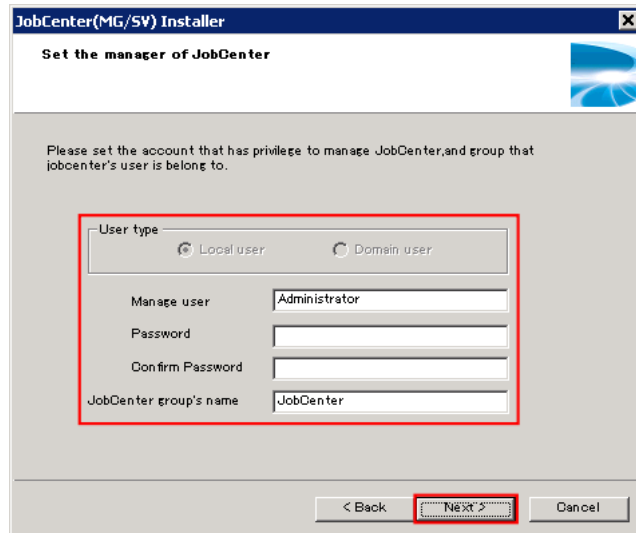 JobCenter(MG/SV) Installer
Set the manager of JobCenter
Please set the account that has privilege to manage JobCenter,and group that
jobcenter's user is belong to.
User type
Local user
Domain user
Manage user
Administrator
Password
Confirm Password
JobCenter group's name
JobCenter
< Back
Next >
Cancel